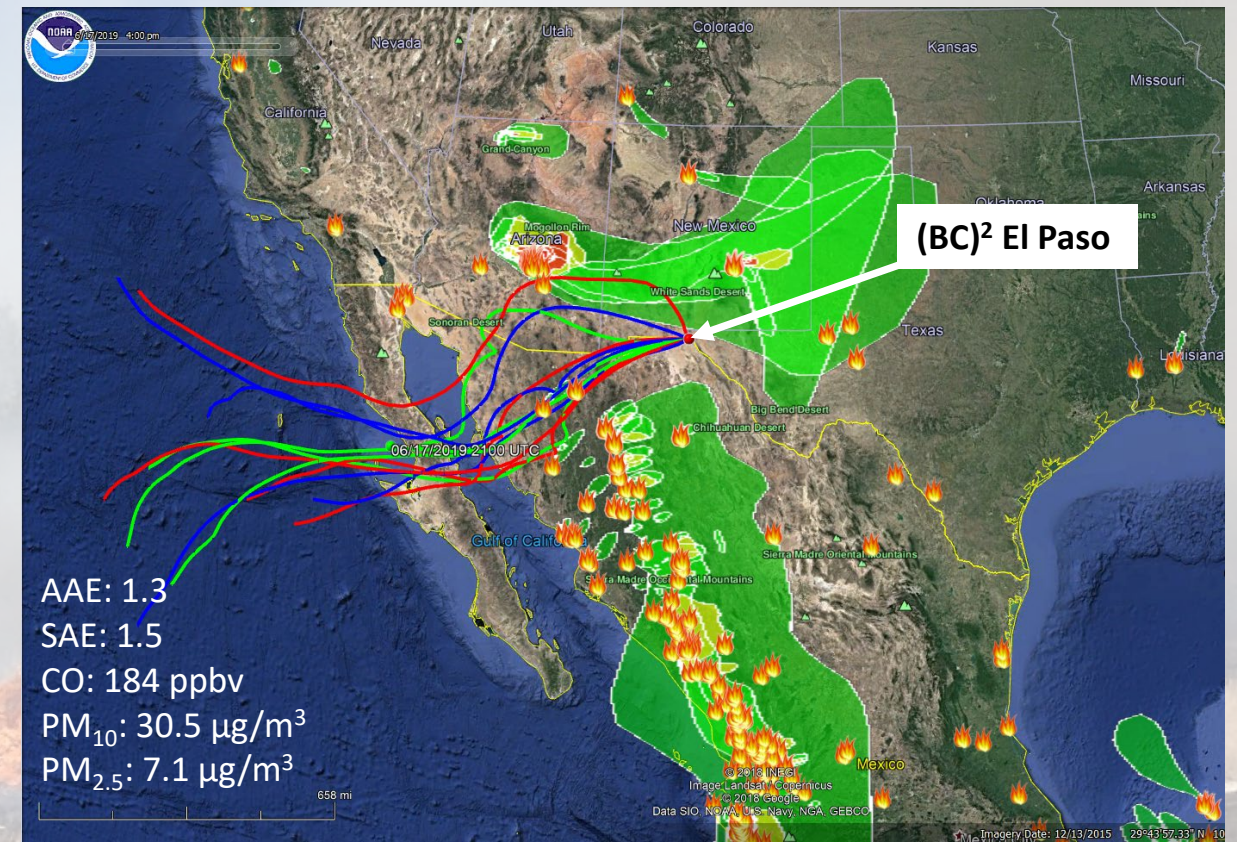 NOAA
6/17/2019 4:00 pm
Nevada
Utah
Colorado
Kansas
Missouri
California
Grand-Canyon
Arkansas
Oklahoma
Mogollon Rim
Arizona
New Mexico
ains
(BC)² El Paso
White Sands Desert
Sonoran Desert
Texas
Louisiana
Big Bend Desert
Chihuahuan Desert
06/17/2019 2100 UTC
Gulf of California
Sierra Madre Oriental Mountains
Sierra Madre Occidental Mountains
AAE: 1.3
SAE: 1.5
CO: 184 ppbv
PM₁₀: 30.5 µg/m³
PM₂.₅: 7.1 µg/m³
658 mi
Mexico
© 2018 INEGI
Image Landsat / Copernicus
© 2018 Google
Data SIO, NOAA, U.S. Navy, NGA, GEBCO
Imagery Date: 12/13/2015 29°43'57.33" N 10